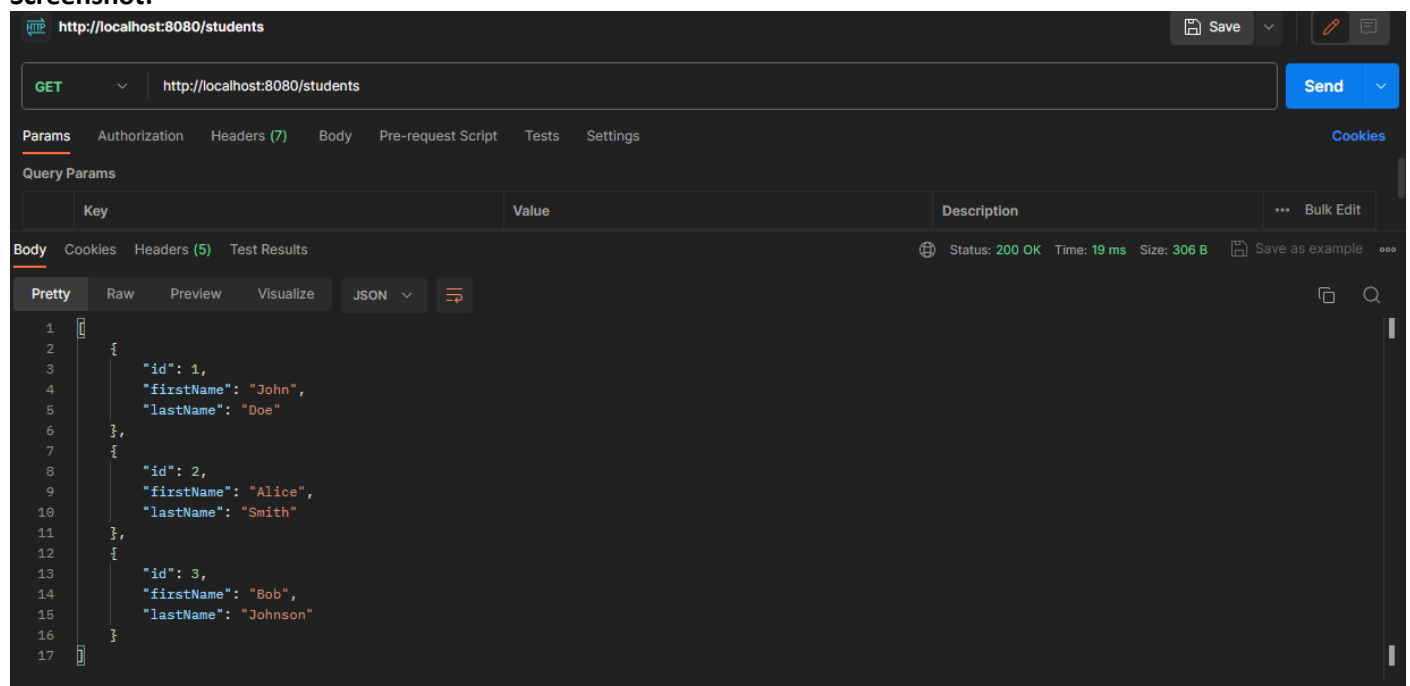 Screenshot:
HTTP http://localhost:8080/students Save
GET http://localhost:8080/students Send
Params Authorization Headers (7) Body Pre-request Script Tests Settings Cookies
Query Params
Key Value Description ••• Bulk Edit
Body Cookies Headers (5) Test Results Status: 200 OK Time: 19 ms Size: 306 B Save as example
Pretty Raw Preview Visualize JSON
1 [
2 {
3 "id": 1,
4 "firstName": "John",
5 "lastName": "Doe"
6 },
7 {
8 "id": 2,
9 "firstName": "Alice",
10 "lastName": "Smith"
11 },
12 {
13 "id": 3,
14 "firstName": "Bob",
15 "lastName": "Johnson"
16 }
17 ]